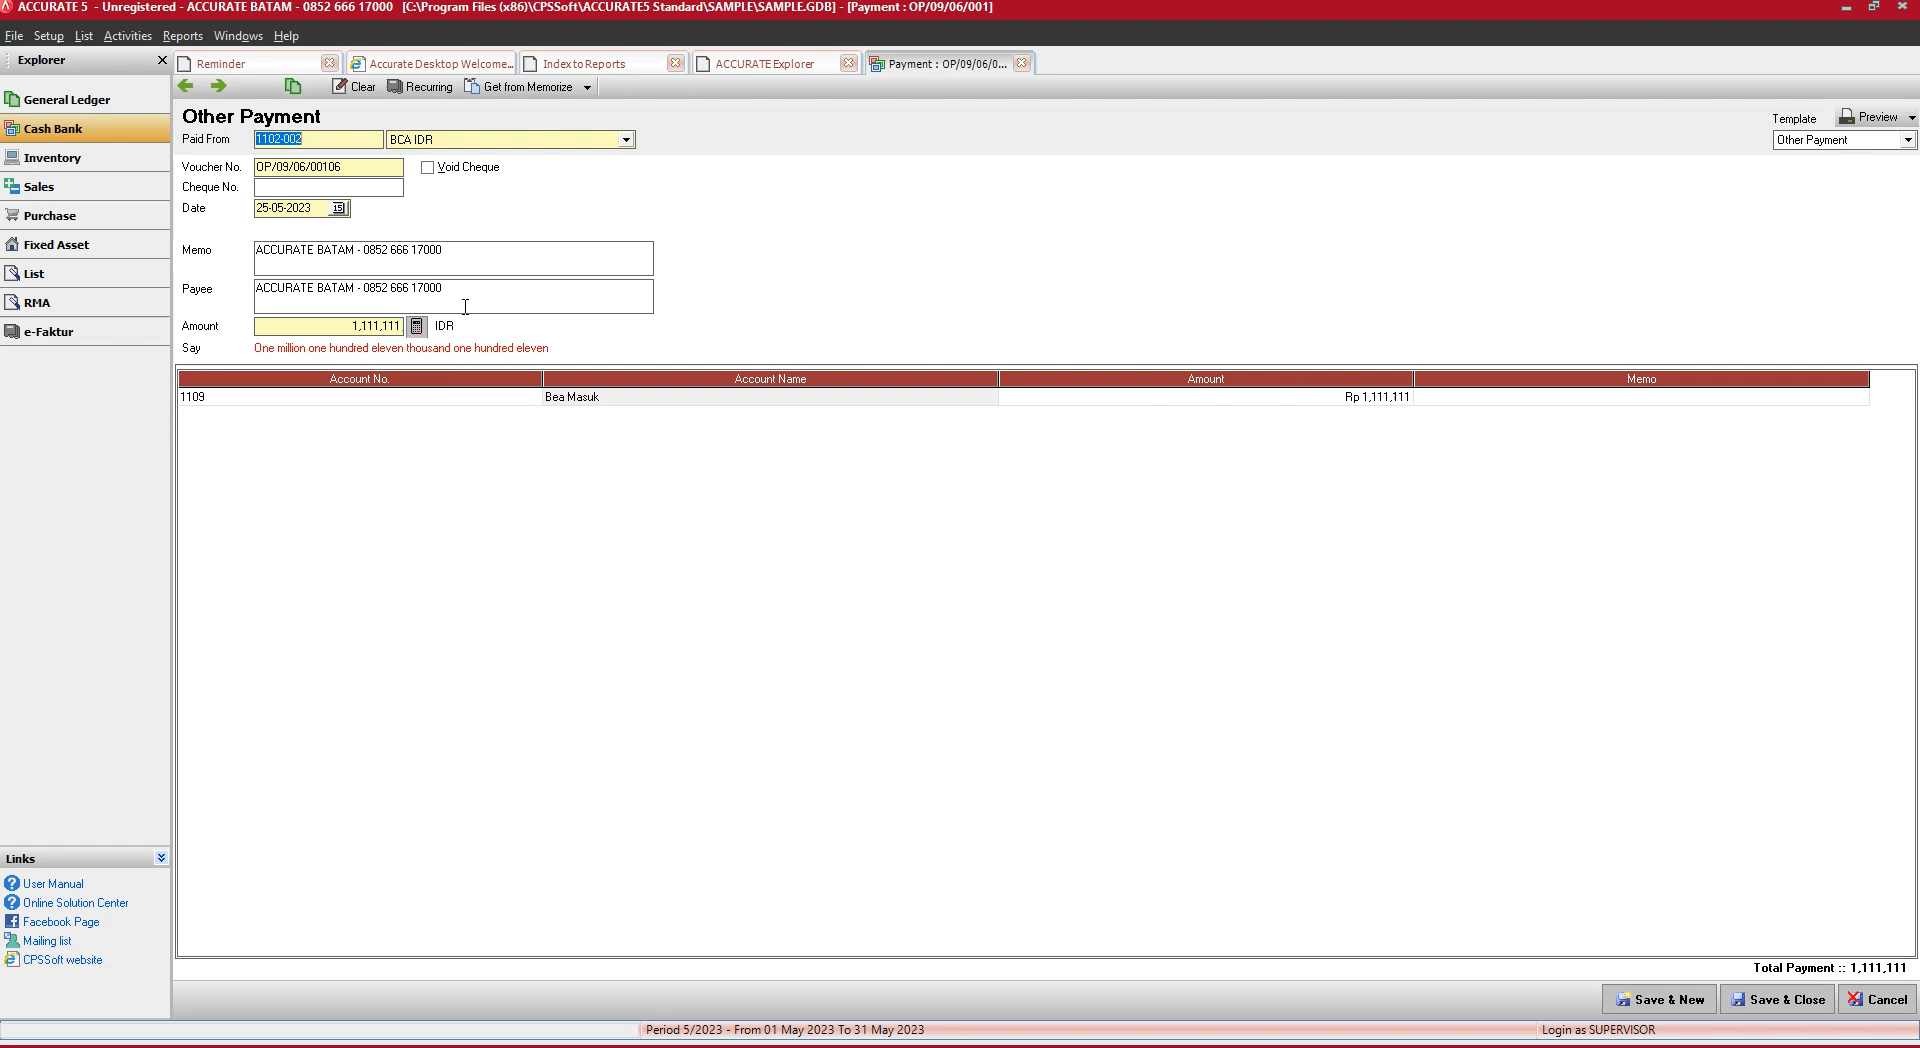 ACCURATE 5 - Unregistered - ACCURATE BATAM - 0852 666 17000 [C:\Program Files (x86)\CPSSoft\ACCURATE5 Standard\SAMPLE\SAMPLE.GDB] - [Payment : OP/09/06/001]
File Setup List Activities Reports Windows Help
Explorer
Reminder
Accurate Desktop Welcome...
Index to Reports
ACCURATE Explorer
Payment : OP/09/06/0...
Clear Recurring Get from Memorize
General Ledger
Cash Bank
Inventory
Sales
Purchase
Fixed Asset
List
RMA
e-Faktur
Other Payment
Template Preview
Other Payment
Paid From 1102-002 BCA IDR
Voucher No. OP/09/06/00106 Void Cheque
Cheque No.
Date 25-05-2023 15
Memo ACCURATE BATAM - 0852 666 17000
Payee ACCURATE BATAM - 0852 666 17000
Amount 1,111,111 IDR
Say One million one hundred eleven thousand one hundred eleven
Account No. Account Name Amount Memo
1109 Bea Masuk Rp 1,111,111
Links
User Manual
Online Solution Center
Facebook Page
Mailing list
CPSSoft website
Total Payment :: 1,111,111
Save & New Save & Close Cancel
Period 5/2023 - From 01 May 2023 To 31 May 2023 Login as SUPERVISOR